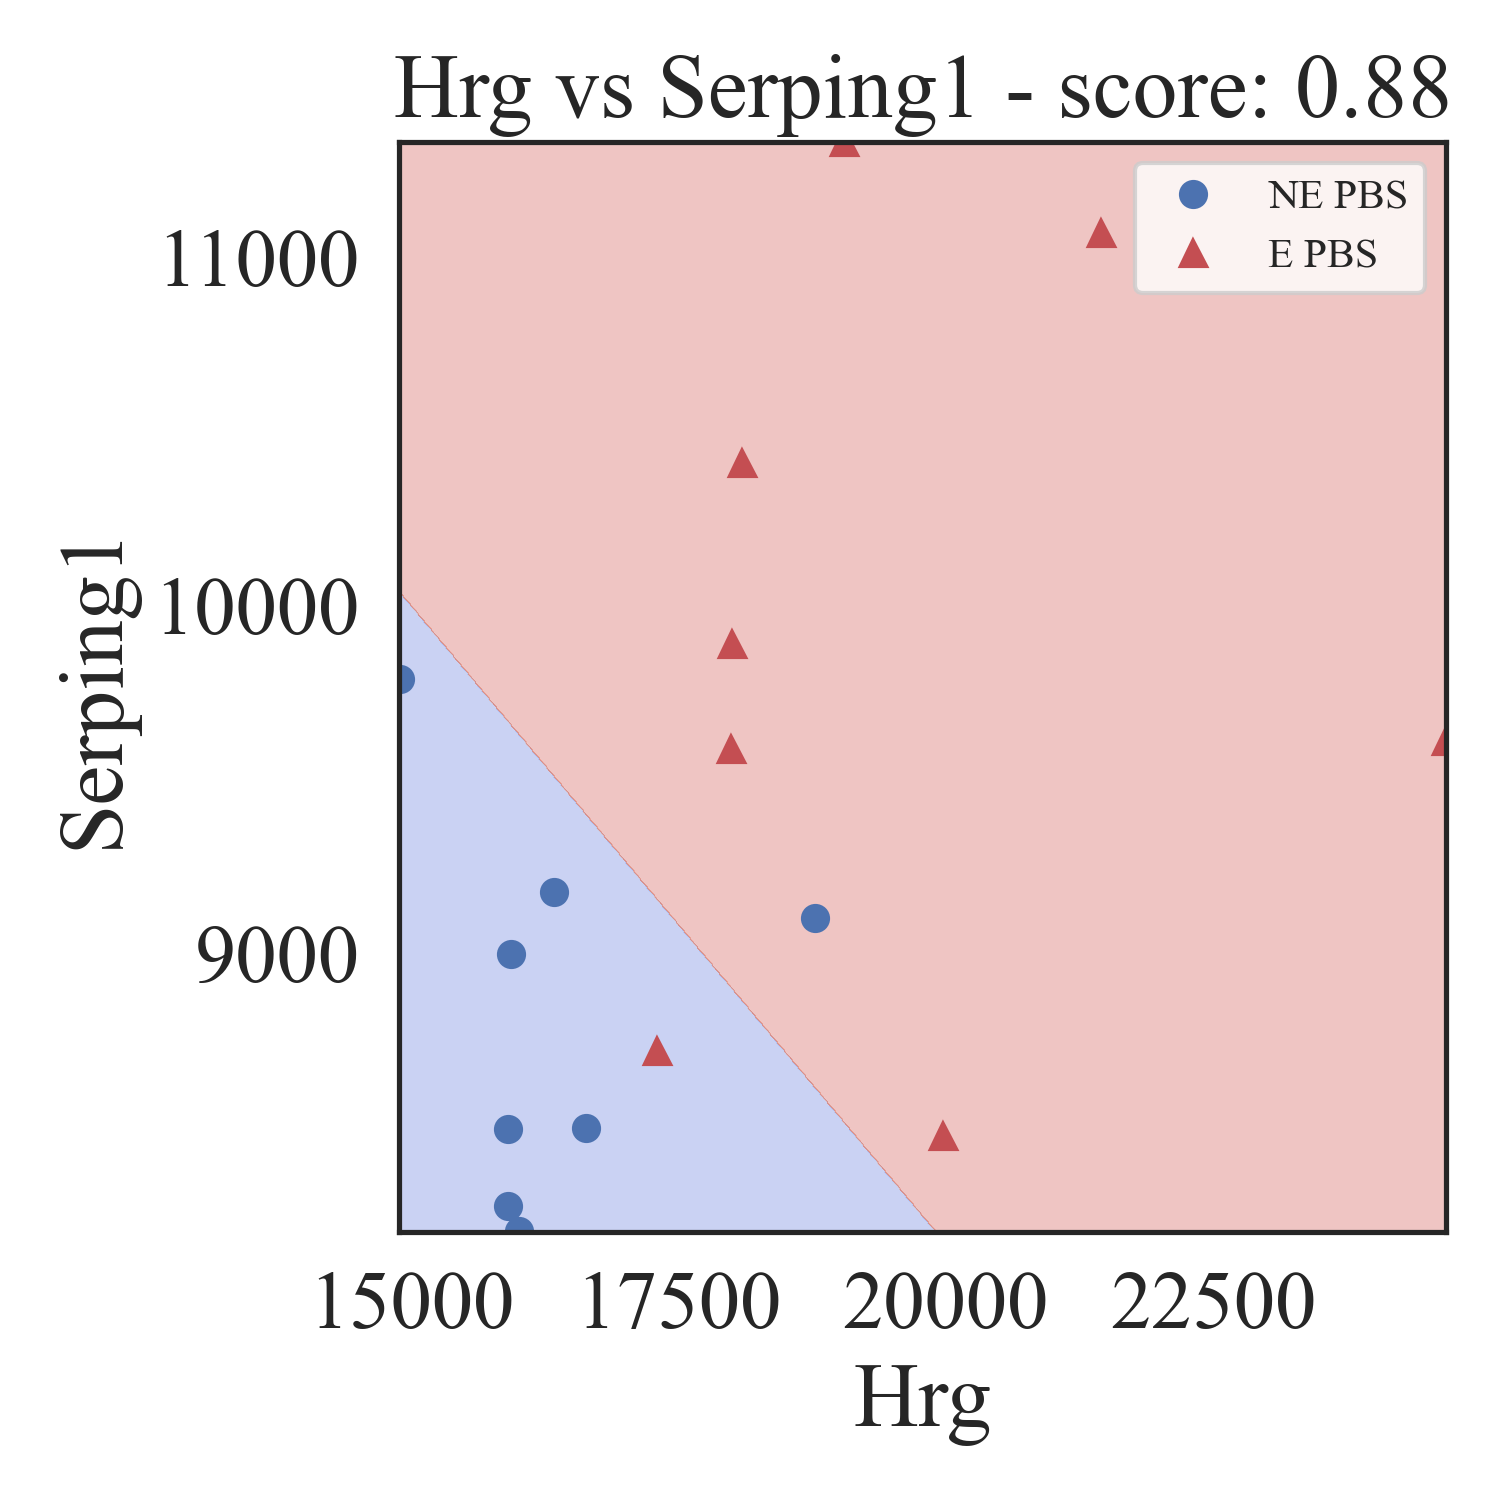 Hrg vs Serping1 - score: 0.88
NE PBS
E PBS
11000
10000
9000
Serping1
15000 17500 20000 22500
Hrg